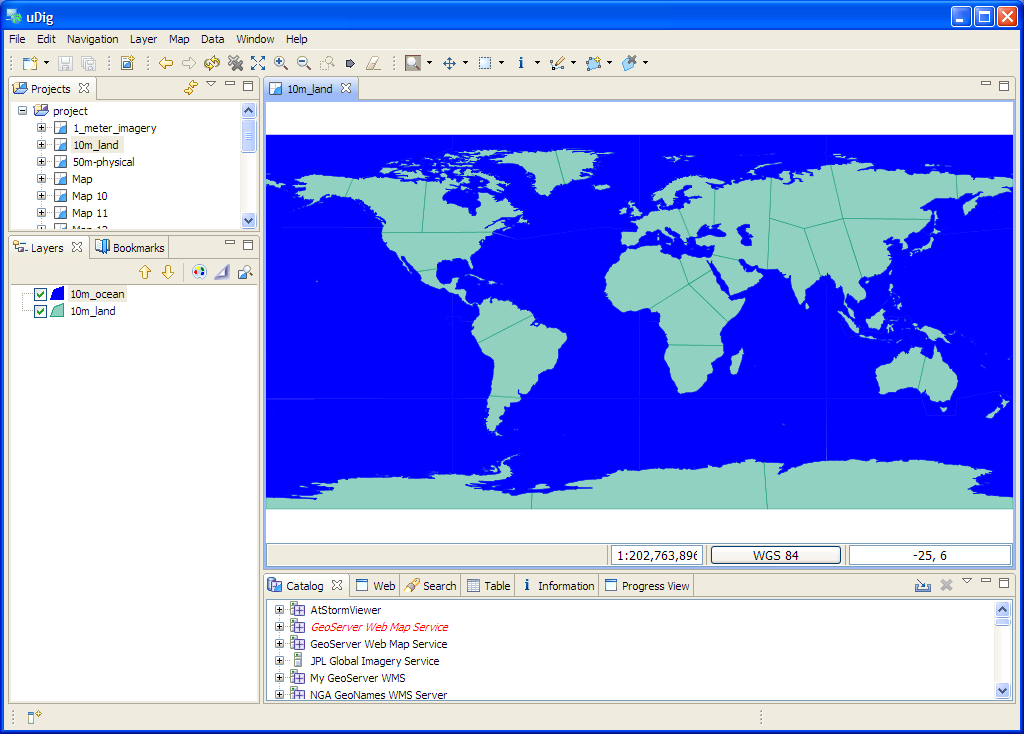 uDig
File Edit Navigation Layer Map Data Window Help
Projects
project
1_meter_imagery
10m_land
50m-physical
Map
Map 10
Map 11
Layers Bookmarks
10m_ocean
10m_land
10m_land
1:202,763,896 WGS 84 -25, 6
Catalog Web Search Table Information Progress View
AtStormViewer
GeoServer Web Map Service
GeoServer Web Map Service
JPL Global Imagery Service
My GeoServer WMS
NGA GeoNames WMS Server